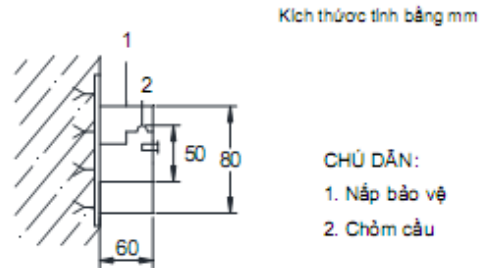 Kích thước tính bằng mm
1
2
50
80
60
CHÚ DẪN:
1. Nắp bảo vệ
2. Chỏm cầu